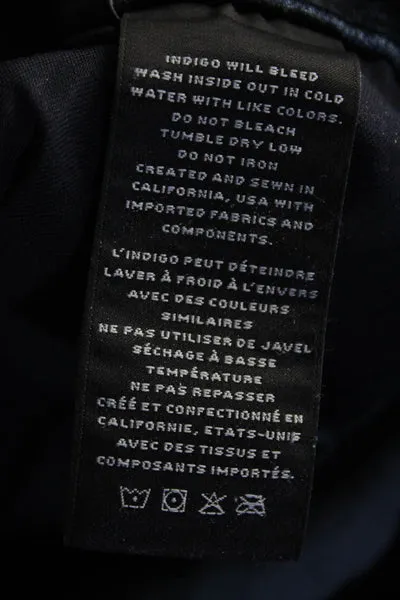 INDIGO WILL BLEED
WASH INSIDE OUT IN COLD
WATER WITH LIKE COLORS.
DO NOT BLEACH
TUMBLE DRY LOW
DO NOT IRON
CREATED AND SEWN IN
CALIFORNIA, USA WITH
IMPORTED FABRICS AND
COMPONENTS.
L'INDIGO PEUT DÉTEINDRE
LAVER À FROID À L'ENVERS
AVEC DES COULEURS
SIMILAIRES
NE PAS UTILISER DE JAVEL
SÉCHAGE À BASSE
TEMPÉRATURE
NE PAS REPASSER
CRÉÉ ET CONFECTIONNÉ EN
CALIFORNIE, ETATS-UNIS
AVEC DES TISSUS ET
COMPOSANTS IMPORTÉS.